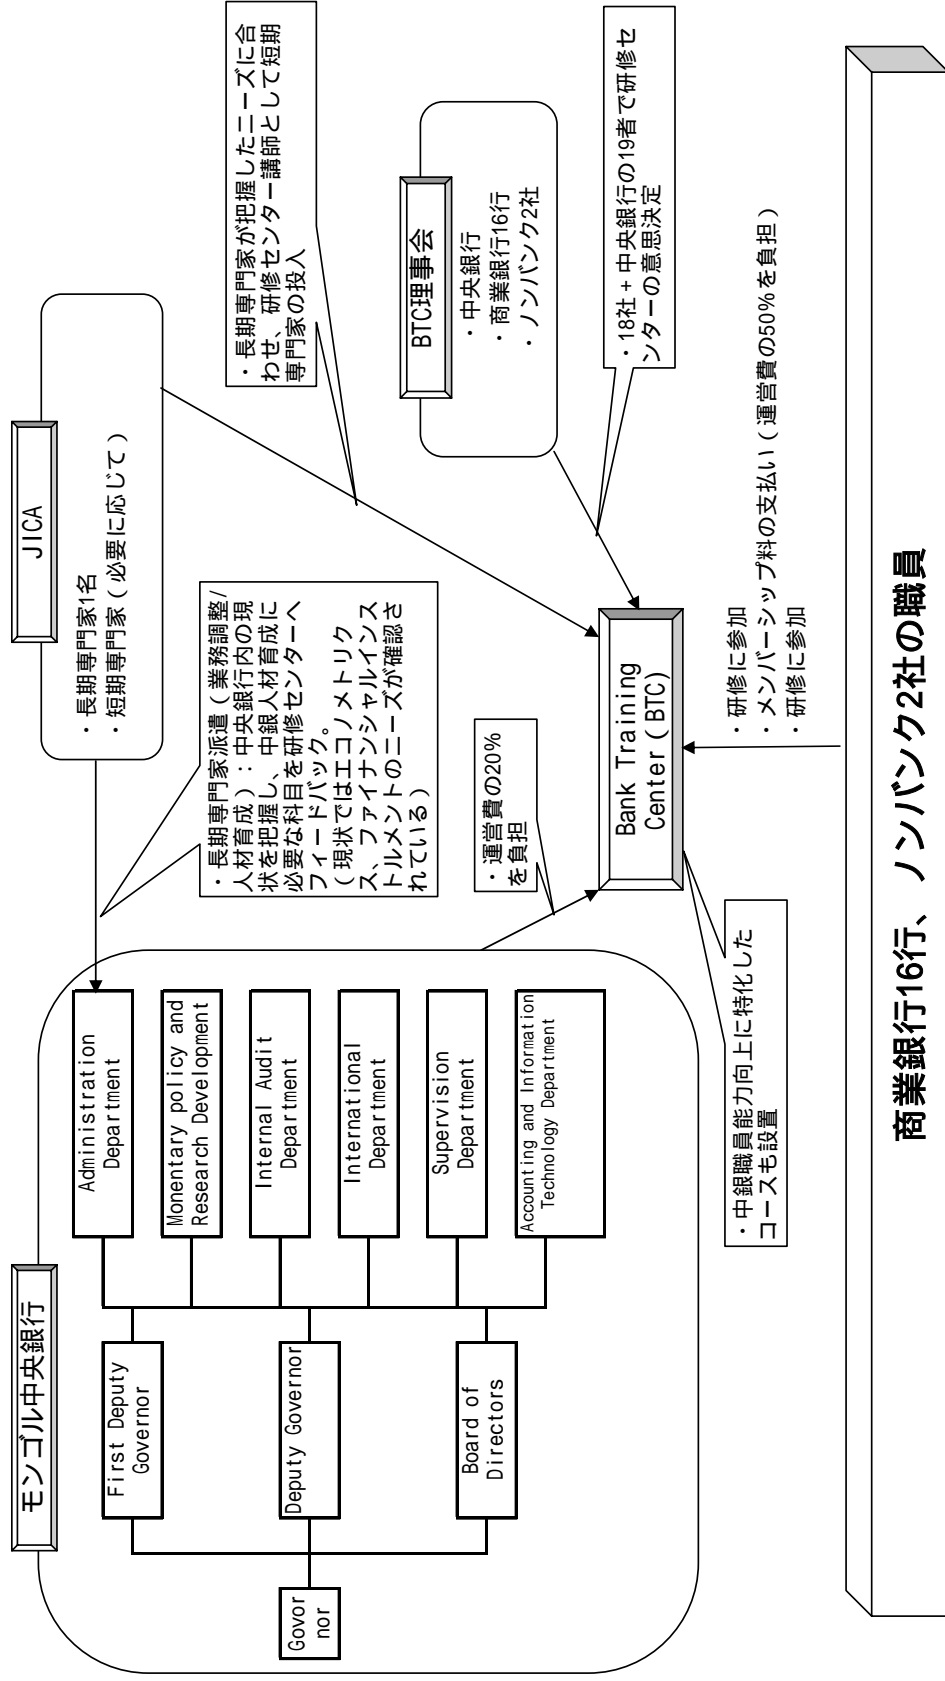 モンゴル中央銀行
Govor
nor
First Deputy
Governor
Deputy Governor
Board of
Directors
Administration
Department
Monentary policy and
Research Development
Internal Audit
Department
International
Department
Supervision
Department
Accounting and Information
Technology Department
JICA
・長期専門家1名
・短期専門家(必要に応じて)
・長期専門家派遣(業務調整/
人材育成):中央銀行内の現
状を把握し、中銀人材育成に
必要な科目を研修センターへ
フィードバック。
(現状ではエコノメトリク
ス、ファイナンシャルインス
トルメントのニーズが確認さ
れている)
・長期専門家が把握したニーズに合
わせ、研修センター講師として短期
専門家の投入
BTC理事会
・中央銀行
・商業銀行16行
・ノンバンク2社
・18社+中央銀行の19者で研修セ
ンターの意思決定
・運営費の20%
を負担
Bank Training
Center(BTC)
・中銀職員能力向上に特化した
コースも設置
・研修に参加
・メンバーシップ料の支払い(運営費の50%を負担)
・研修に参加
商業銀行16行、ノンバンク2社の職員